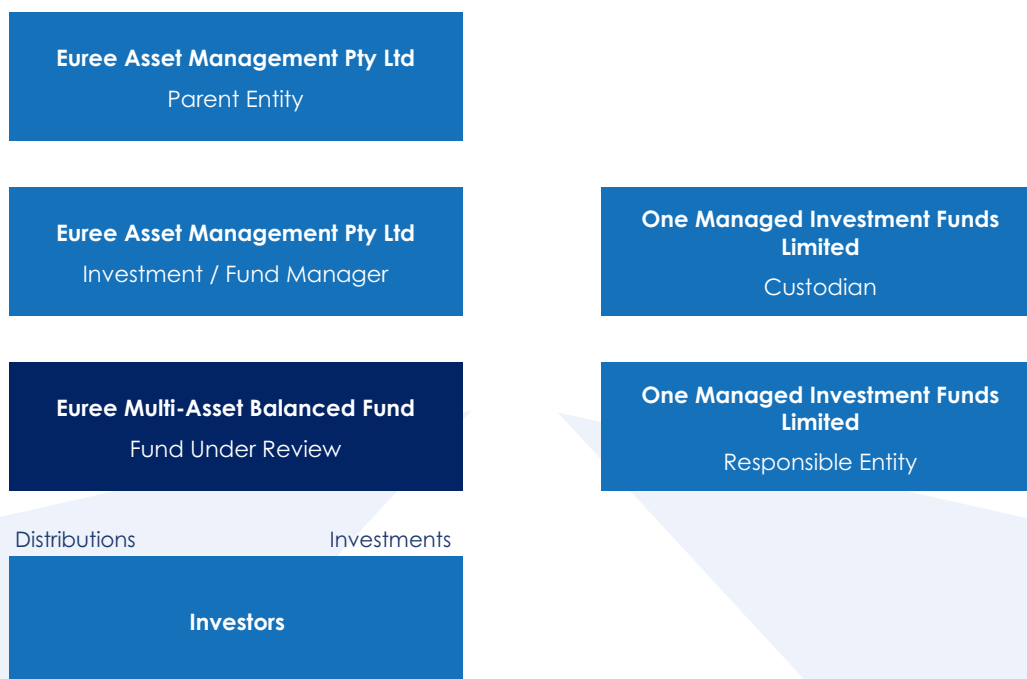 Euree Asset Management Pty Ltd
Parent Entity
Euree Asset Management Pty Ltd
Investment / Fund Manager
One Managed Investment Funds
Limited
Custodian
Euree Multi-Asset Balanced Fund
Fund Under Review
One Managed Investment Funds
Limited
Responsible Entity
Distributions
Investments
Investors